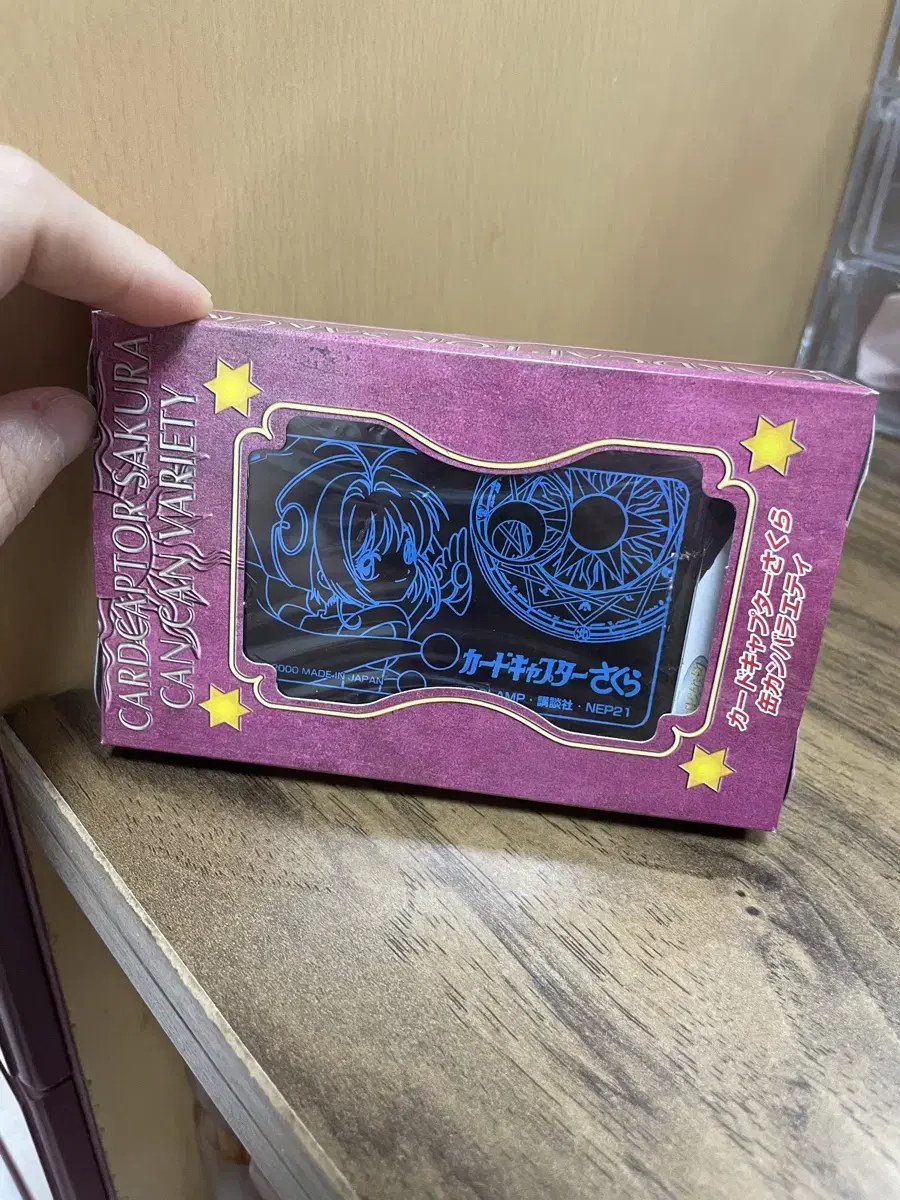 CARDCAPTOR SAKURA
CAN CAN VARIETY
カードキャプターさくら
2000 MADE IN JAPAN
AMP・講談社・NEP21
カードキャプターさくら
缶カンバラエティ